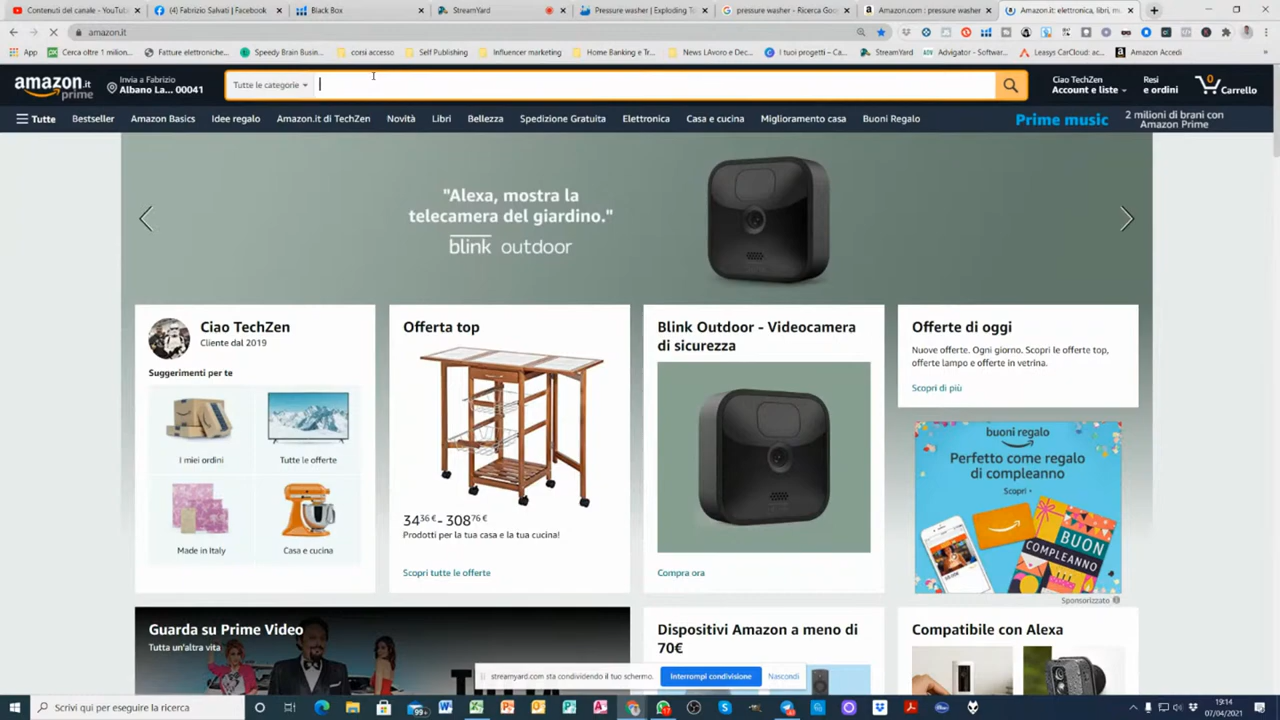 Contenuti del canale - YouTub
(4) Fabrizio Salvati | Facebook
Black Box
StreamYard
Pressure washer | Exploding To
pressure washer - Ricerca Goo
Amazon.com : pressure washer
Amazon.it: elettronica, libri, mu
amazon.it
App
Cerca oltre 1 milion...
Fatture elettroniche...
Speedy Brain Busin...
corsi accesso
Self Publishing
Influencer marketing
Home Banking e Tr...
News LAvoro e Dec...
I tuoi progetti – Ca...
StreamYard
Advigator - Softwar...
Leasys CarCloud: ac...
Amazon Accedi
amazon.it
prime
Invia a Fabrizio
Albano La... 00041
Tutte le categorie
Ciao TechZen
Account e liste
Resi
e ordini
0
Carrello
Tutte
Bestseller
Amazon Basics
Idee regalo
Amazon.it di TechZen
Novità
Libri
Bellezza
Spedizione Gratuita
Elettronica
Casa e cucina
Miglioramento casa
Buoni Regalo
Prime music
2 milioni di brani con
Amazon Prime
"Alexa, mostra la
telecamera del giardino."
blink outdoor
Ciao TechZen
Cliente dal 2019
Suggerimenti per te
I miei ordini
Tutte le offerte
Made in Italy
Casa e cucina
Offerta top
34,36 € - 308,76 €
Prodotti per la tua casa e la tua cucina!
Scopri tutte le offerte
Blink Outdoor - Videocamera
di sicurezza
Compra ora
Offerte di oggi
Nuove offerte. Ogni giorno. Scopri le offerte top,
offerte lampo e offerte in vetrina.
Scopri di più
buoni regalo
Perfetto come regalo
di compleanno
Scopri ›
BUON
COMPLEANNO
Sponsorizzato
Guarda su Prime Video
Tutta un'altra vita
Dispositivi Amazon a meno di
70€
Compatibile con Alexa
streamyard.com sta condividendo il tuo schermo.
Interrompi condivisione
Nascondi
Scrivi qui per eseguire la ricerca
99+
19:14
07/04/2021